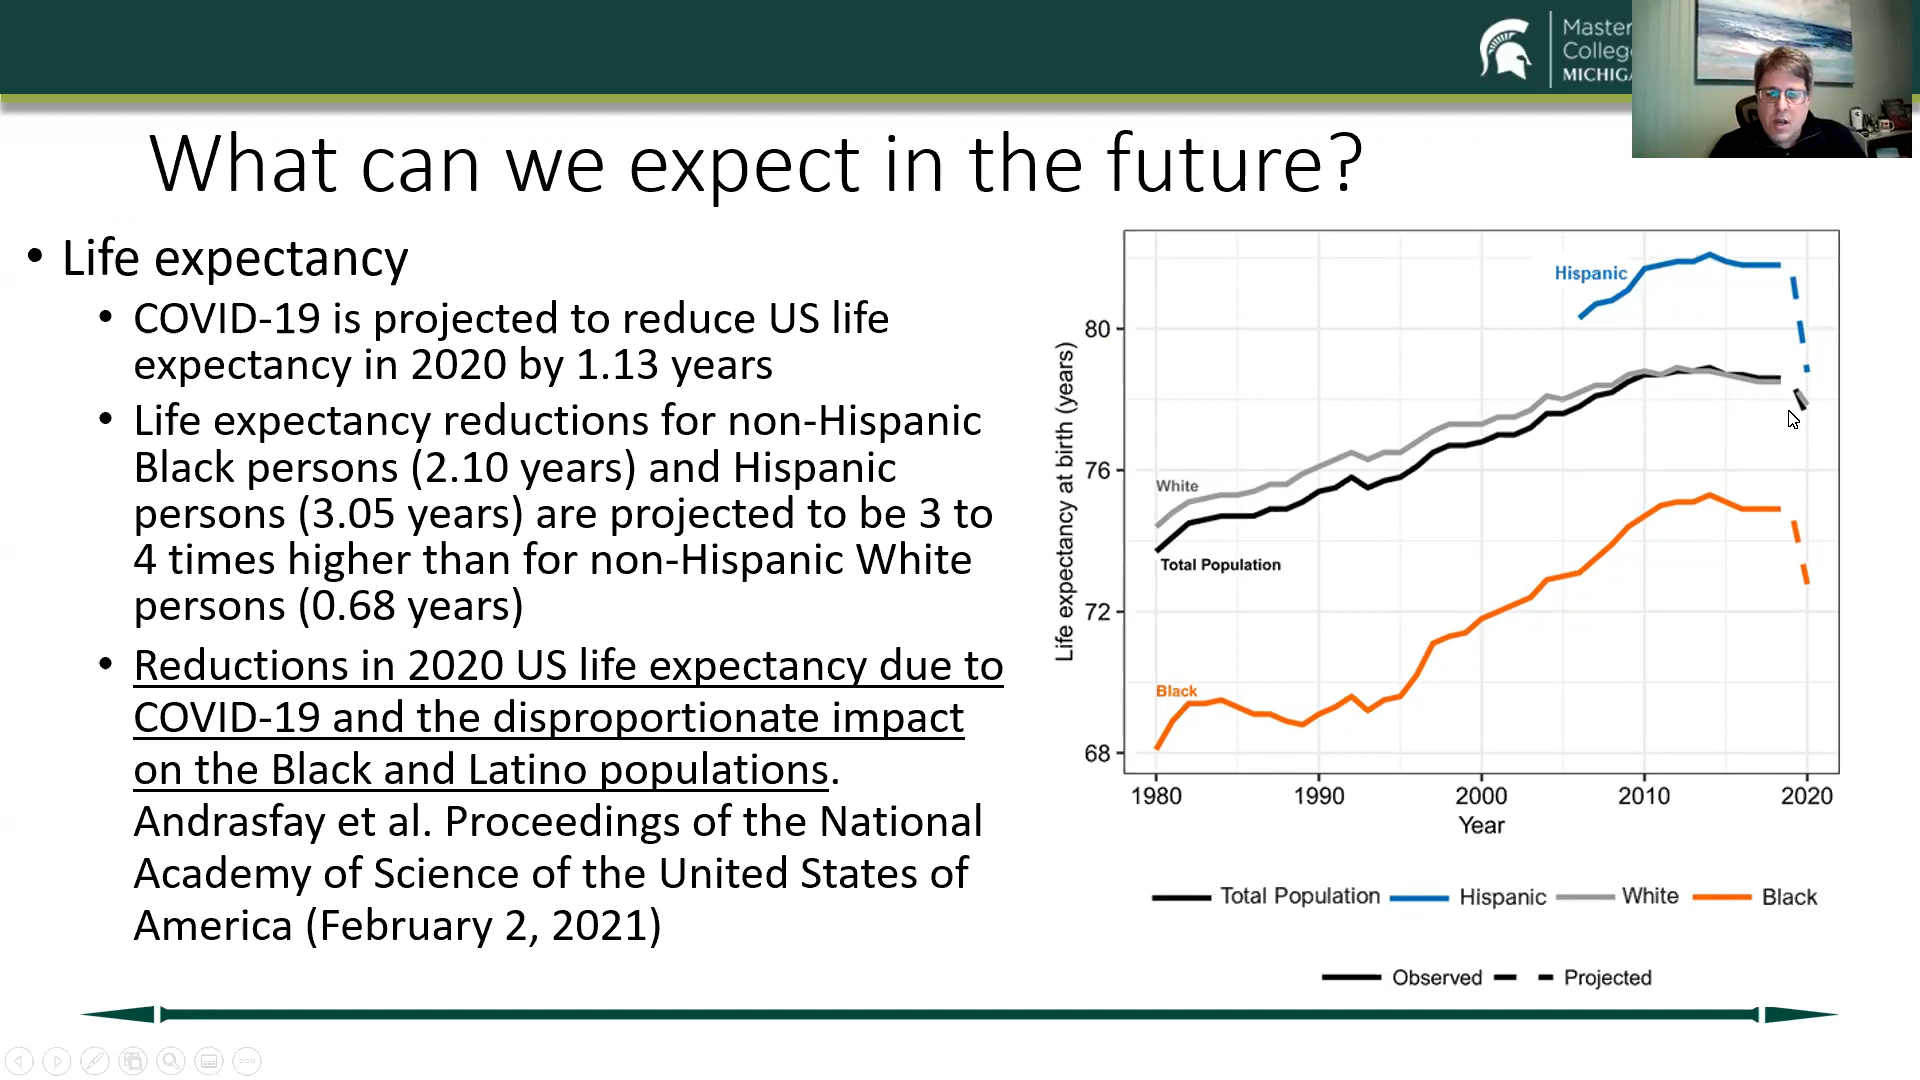 Master
Colleg
MICHIG
What can we expect in the future?
• Life expectancy
• COVID-19 is projected to reduce US life
expectancy in 2020 by 1.13 years
• Life expectancy reductions for non-Hispanic
Black persons (2.10 years) and Hispanic
persons (3.05 years) are projected to be 3 to
4 times higher than for non-Hispanic White
persons (0.68 years)
• Reductions in 2020 US life expectancy due to
COVID-19 and the disproportionate impact
on the Black and Latino populations.
Andrasfay et al. Proceedings of the National
Academy of Science of the United States of
America (February 2, 2021)
Life expectancy at birth (years)
80
76
72
68
Hispanic
White
Total Population
Black
1980 1990 2000 2010 2020
Year
Total Population Hispanic White Black
Observed Projected